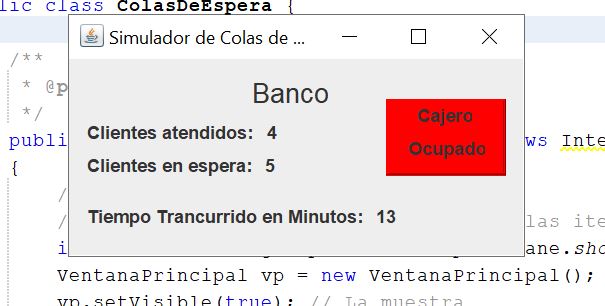 lic class ColasDeEspera {
Simulador de Colas de ...
/**
* @p
*/
Banco
Cajero
Ocupado
Clientes atendidos: 4
publi
ws Inte
Clientes en espera: 5
{
/
Tiempo Trancurrido en Minutos: 13
/
las ite
i
ane.sho
VentanaPrincipal vp = new VentanaPrincipal();
vp.setVisible(true); // La muestra